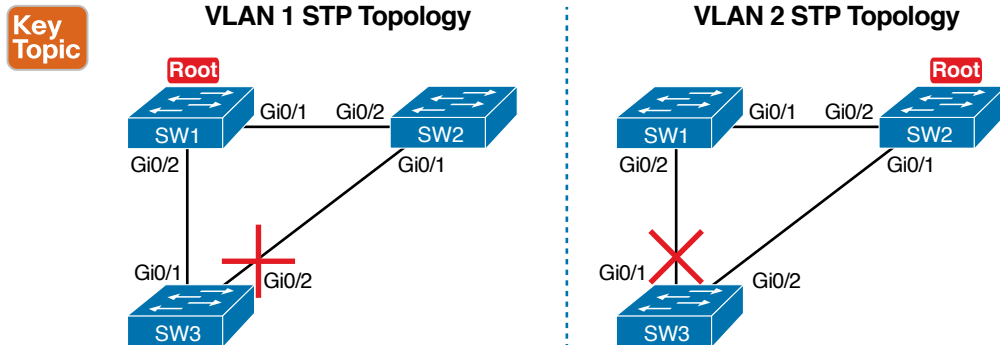 Key
Topic
VLAN 1 STP Topology
Root
Gi0/1
Gi0/2
SW1
SW2
Gi0/2
Gi0/1
Gi0/1
Gi0/2
SW3
VLAN 2 STP Topology
Root
Gi0/1
Gi0/2
SW1
SW2
Gi0/2
Gi0/1
Gi0/1
Gi0/2
SW3